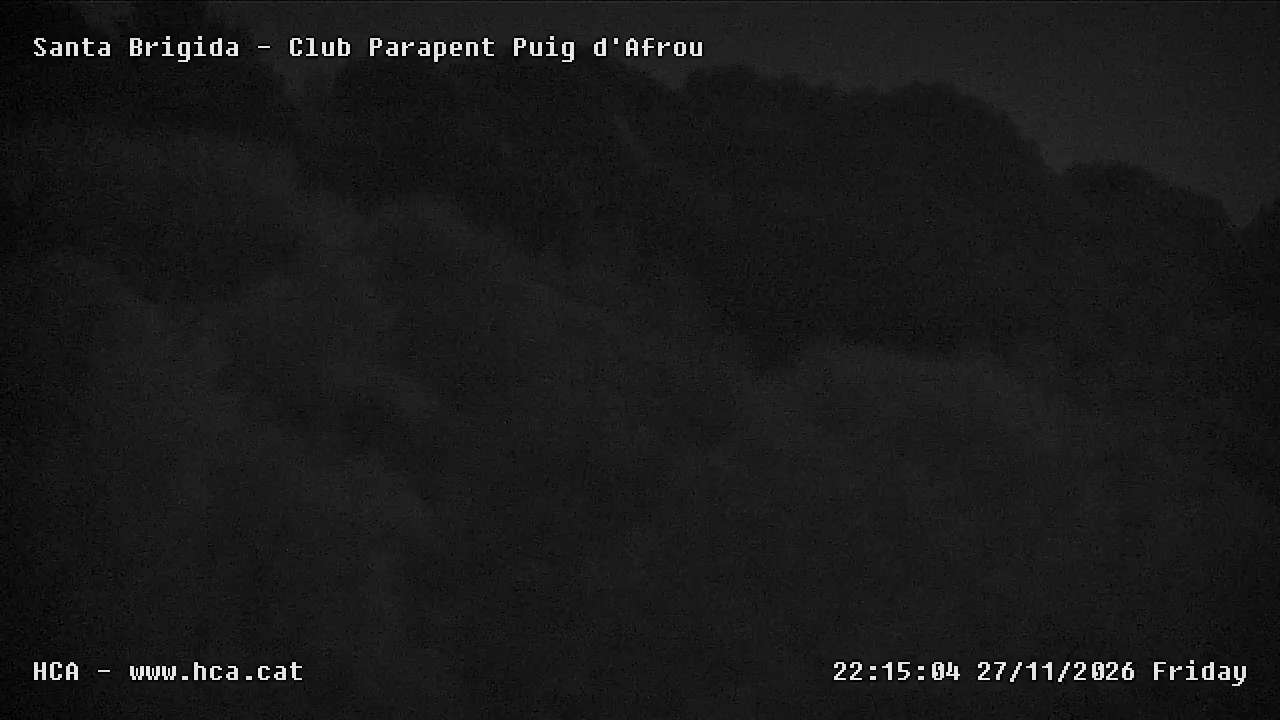 Santa Brigida - Club Parapent Puig d'Afrou
HCA - www.hca.cat
22:15:04 27/11/2026 Friday